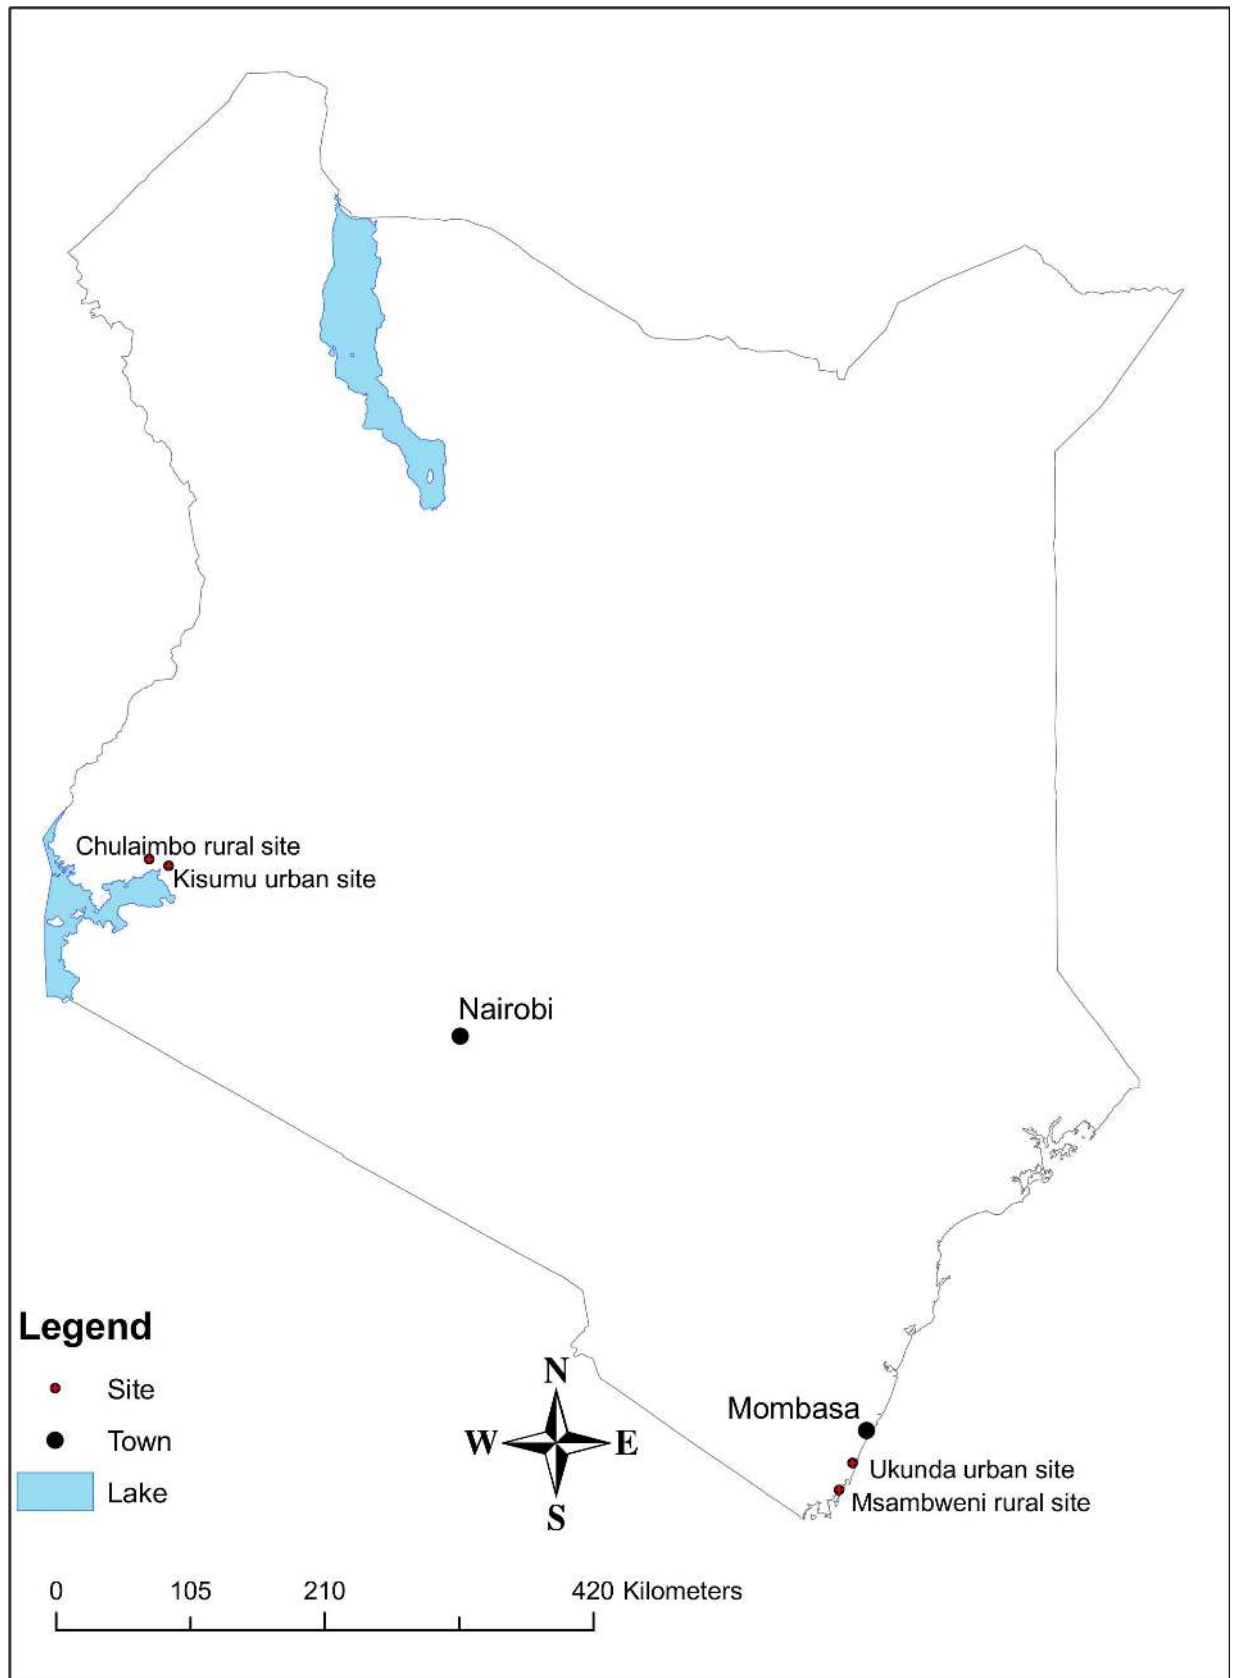 Chulaimbo rural site
Kisumu urban site
Nairobi
Legend
Site
Town
Lake
N
W E
S
Mombasa
Ukunda urban site
Msambweni rural site
0 105 210 420 Kilometers